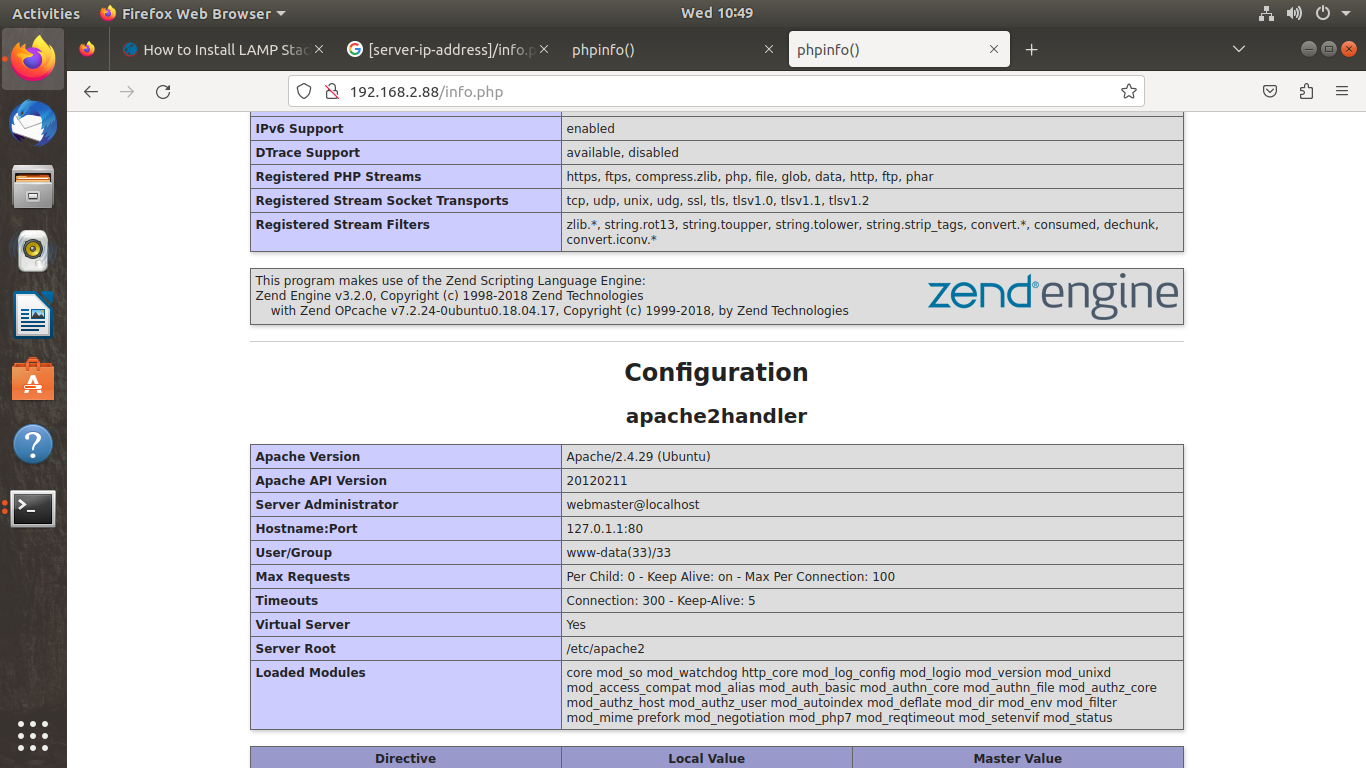 Activities
Firefox Web Browser
Wed 10:49
How to Install LAMP Stac
[server-ip-address]/info.p
phpinfo()
phpinfo()
192.168.2.88/info.php
IPv6 Support enabled
DTrace Support available, disabled
Registered PHP Streams https, ftps, compress.zlib, php, file, glob, data, http, ftp, phar
Registered Stream Socket Transports tcp, udp, unix, udg, ssl, tls, tlsv1.0, tlsv1.1, tlsv1.2
Registered Stream Filters zlib.*, string.rot13, string.toupper, string.tolower, string.strip_tags, convert.*, consumed, dechunk,
convert.iconv.*
This program makes use of the Zend Scripting Language Engine:
Zend Engine v3.2.0, Copyright (c) 1998-2018 Zend Technologies
with Zend OPcache v7.2.24-0ubuntu0.18.04.17, Copyright (c) 1999-2018, by Zend Technologies
zend® engine
Configuration
apache2handler
Apache Version Apache/2.4.29 (Ubuntu)
Apache API Version 20120211
Server Administrator webmaster@localhost
Hostname:Port 127.0.1.1:80
User/Group www-data(33)/33
Max Requests Per Child: 0 - Keep Alive: on - Max Per Connection: 100
Timeouts Connection: 300 - Keep-Alive: 5
Virtual Server Yes
Server Root /etc/apache2
Loaded Modules core mod_so mod_watchdog http_core mod_log_config mod_logio mod_version mod_unixd
mod_access_compat mod_alias mod_auth_basic mod_authn_core mod_authn_file mod_authz_core
mod_authz_host mod_authz_user mod_autoindex mod_deflate mod_dir mod_env mod_filter
mod_mime prefork mod_negotiation mod_php7 mod_reqtimeout mod_setenvif mod_status
Directive Local Value Master Value